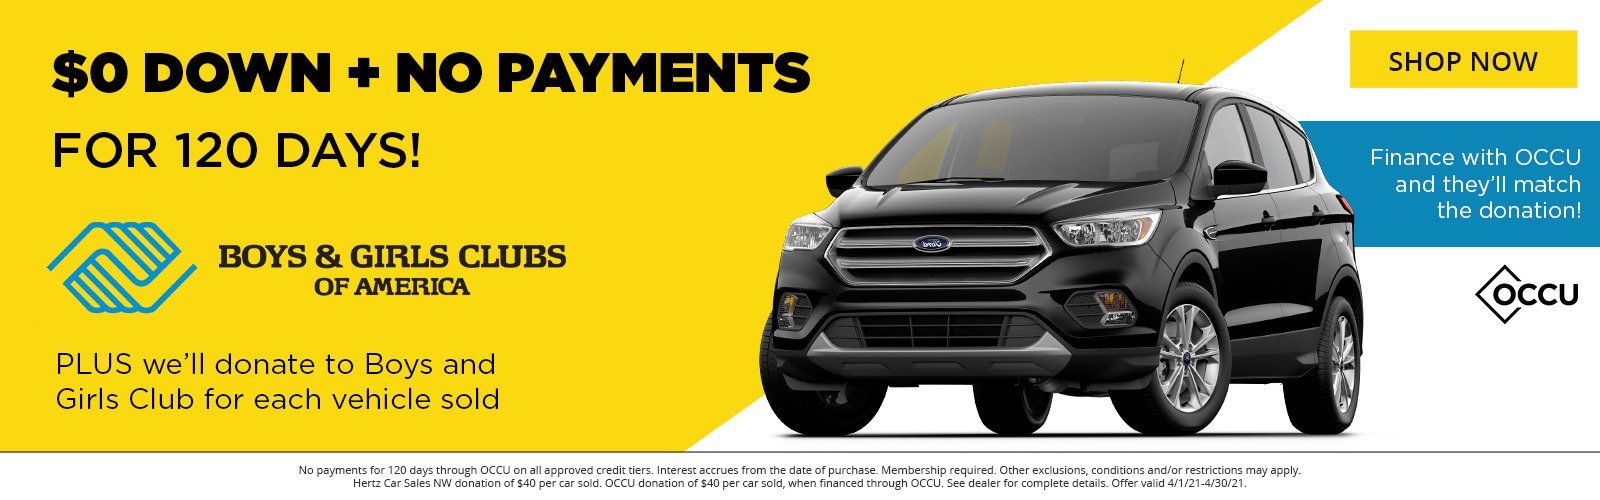 $0 DOWN + NO PAYMENTS
FOR 120 DAYS!
BOYS & GIRLS CLUBS
OF AMERICA
PLUS we'll donate to Boys and
Girls Club for each vehicle sold
Ford
SHOP NOW
Finance with OCCU
and they'll match
the donation!
OCCU
No payments for 120 days through OCCU on all approved credit tiers. Interest accrues from the date of purchase. Membership required. Other exclusions, conditions and/or restrictions may apply.
Hertz Car Sales NW donation of $40 per car sold. OCCU donation of $40 per car sold, when financed through OCCU. See dealer for complete details. Offer valid 4/1/21-4/30/21.